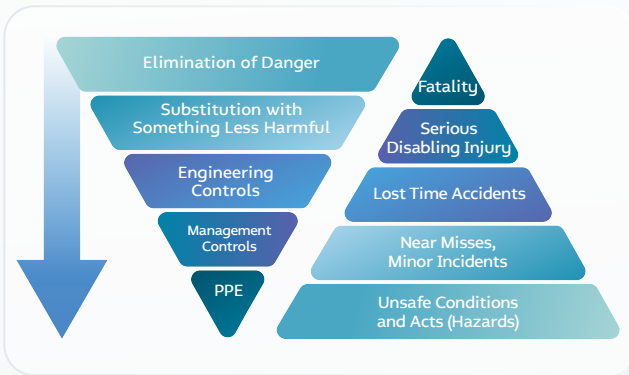 Elimination of Danger
Substitution with
Something Less Harmful
Engineering
Controls
Management
Controls
PPE
Fatality
Serious
Disabling Injury
Lost Time Accidents
Near Misses,
Minor Incidents
Unsafe Conditions
and Acts (Hazards)